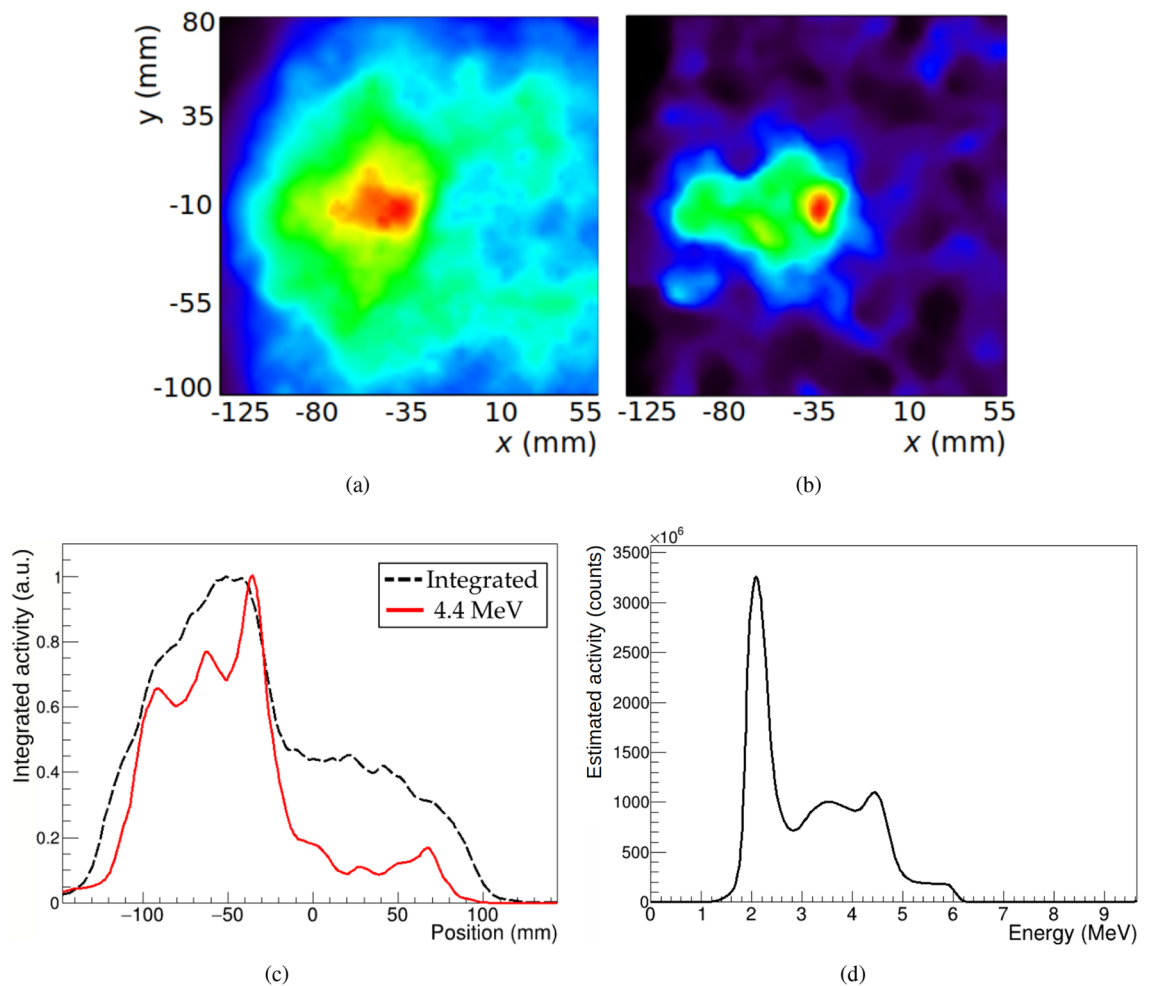 80
35
-10
-55
-100
y (mm)
-125 -80 -35 10 55
x (mm)
-125 -80 -35 10 55
x (mm)
(a)
(b)
Integrated activity (a.u.)
1
0.8
0.6
0.4
0.2
0
Integrated
4.4 MeV
−100 −50 0 50 100
Position (mm)
(c)
×10⁶
Estimated activity (counts)
3500
3000
2500
2000
1500
1000
500
0
0 1 2 3 4 5 6 7 8 9
Energy (MeV)
(d)